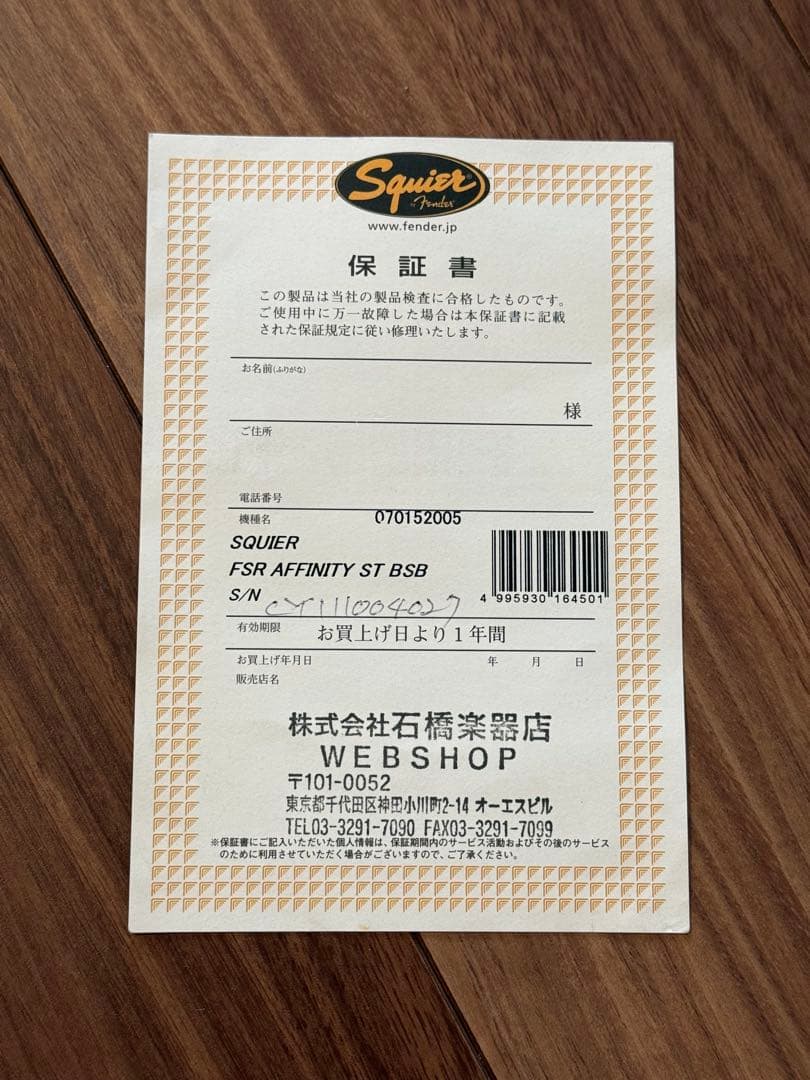 Squier®
by Fender®
www.fender.jp
保証書
この製品は当社の製品検査に合格したものです。
ご使用中に万一故障した場合は本保証書に記載
された保証規定に従い修理いたします。
お名前(ふりがな)
様
ご住所
電話番号
機種名 070152005
SQUIER
FSR AFFINITY ST BSB
S/N CY111004027
4 995930 164501
有効期限 お買上げ日より1年間
お買上げ年月日 年 月 日
販売店名
株式会社石橋楽器店
WEBSHOP
〒101-0052
東京都千代田区神田小川町2-14 オーエスビル
TEL03-3291-7090 FAX03-3291-7099
※保証書にご記入いただいた個人情報は、保証期間内のサービス活動およびその後のサービス
のために利用させていただく場合がございますので、ご了承ください。